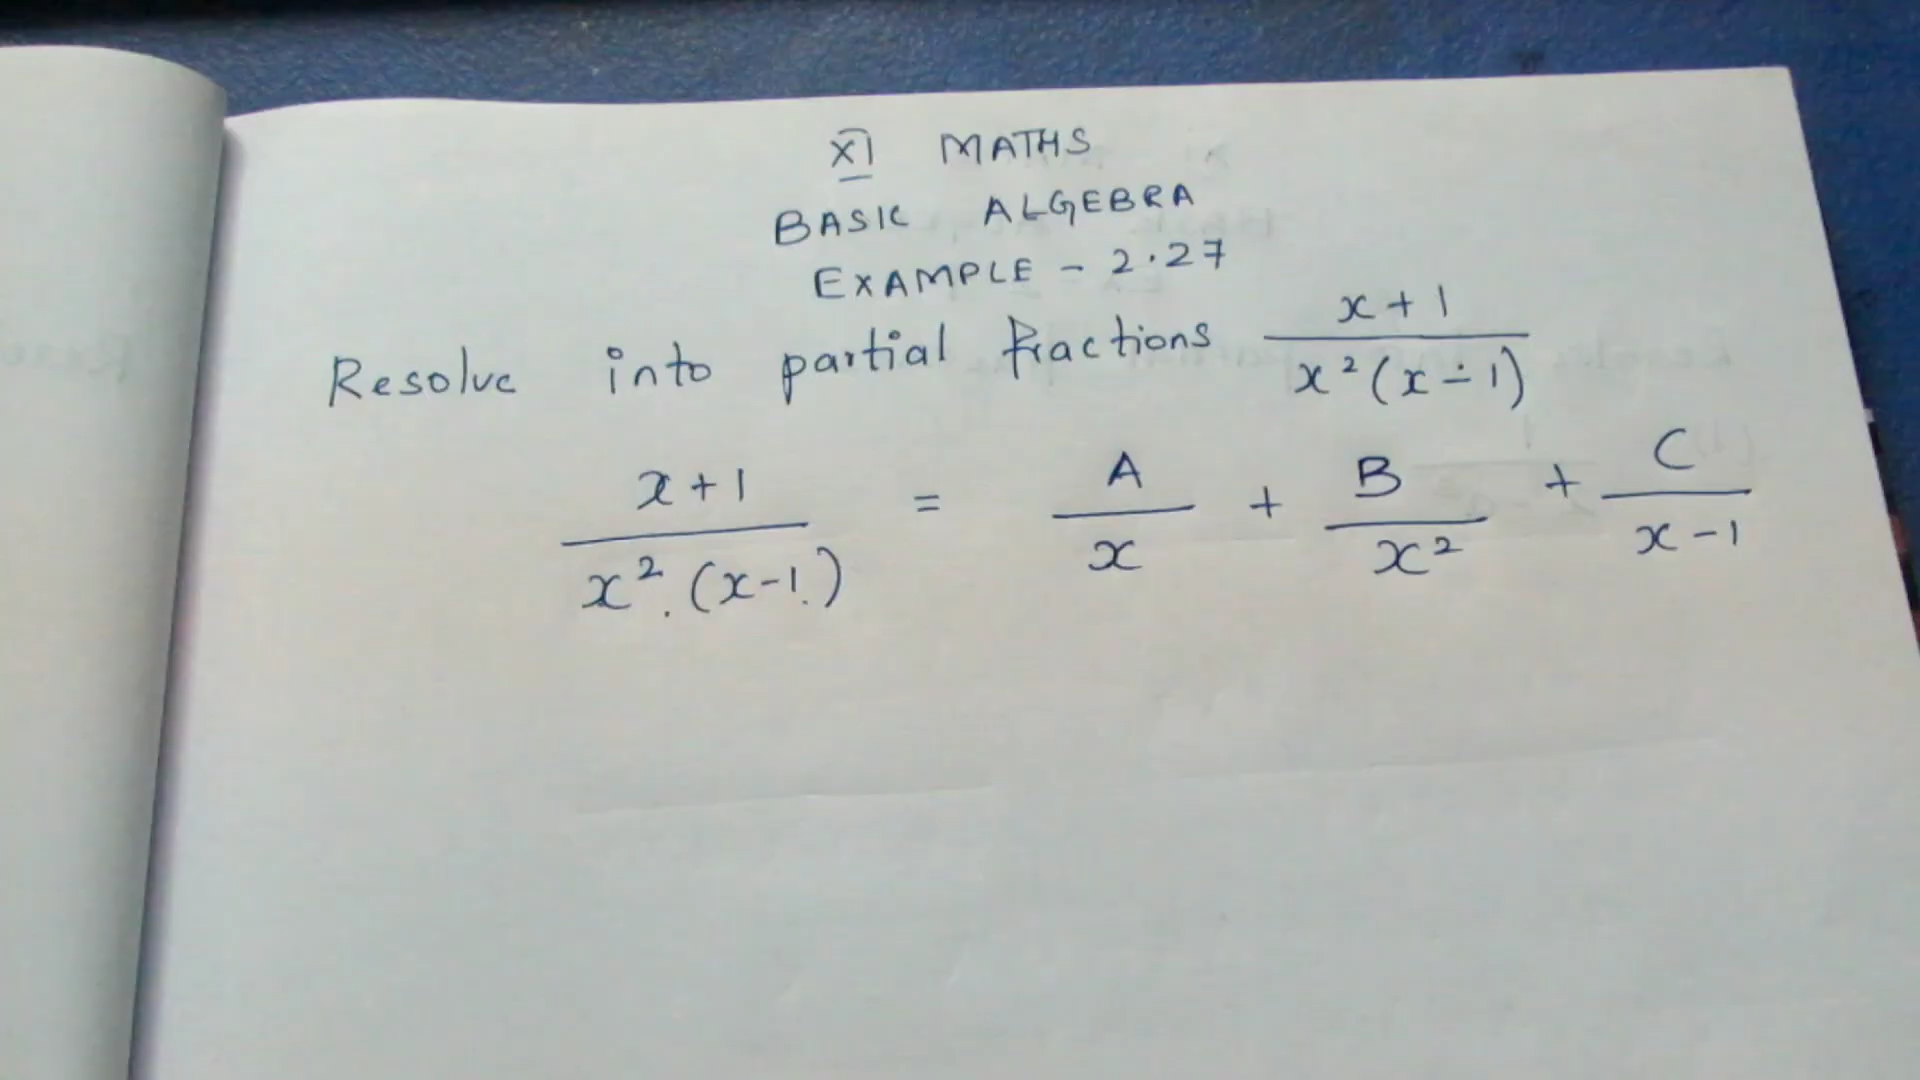 XI MATHS
BASIC ALGEBRA
EXAMPLE - 2.27
Resolve into partial fractions (x+1)/(x²(x-1))
(x+1)/(x².(x-1.)) = A/x + B/x² + C/(x-1)